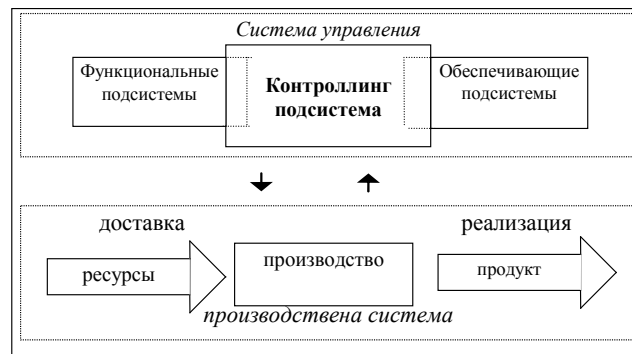 Система управления
Функциональные
подсистемы
Контроллинг
подсистема
Обеспечивающие
подсистемы
доставка
реализация
ресурсы
производство
продукт
производствена система